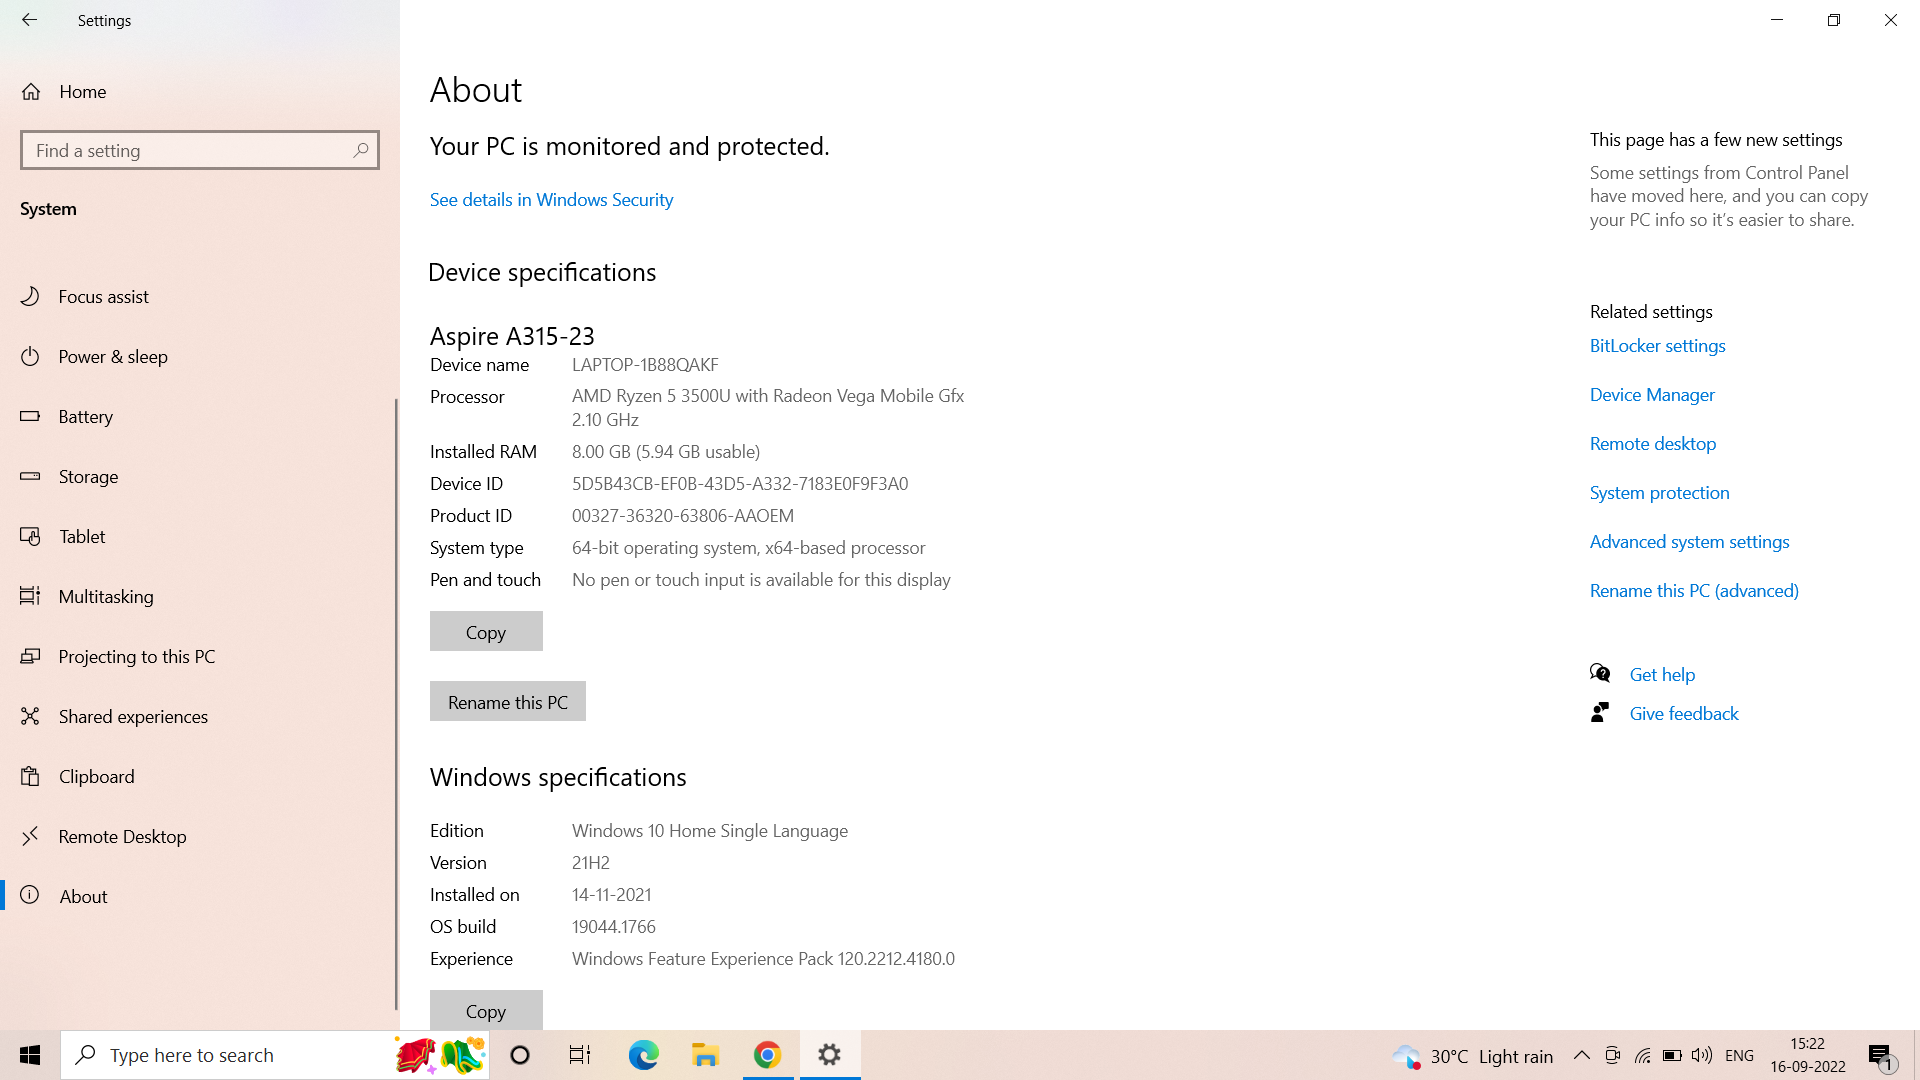 Settings
Home
Find a setting
System
Focus assist
Power & sleep
Battery
Storage
Tablet
Multitasking
Projecting to this PC
Shared experiences
Clipboard
Remote Desktop
About
About
Your PC is monitored and protected.
See details in Windows Security
Device specifications
Aspire A315-23
Device name LAPTOP-1B88QAKF
Processor AMD Ryzen 5 3500U with Radeon Vega Mobile Gfx
2.10 GHz
Installed RAM 8.00 GB (5.94 GB usable)
Device ID 5D5B43CB-EF0B-43D5-A332-7183E0F9F3A0
Product ID 00327-36320-63806-AAOEM
System type 64-bit operating system, x64-based processor
Pen and touch No pen or touch input is available for this display
Copy
Rename this PC
Windows specifications
Edition Windows 10 Home Single Language
Version 21H2
Installed on 14-11-2021
OS build 19044.1766
Experience Windows Feature Experience Pack 120.2212.4180.0
Copy
This page has a few new settings
Some settings from Control Panel
have moved here, and you can copy
your PC info so it’s easier to share.
Related settings
BitLocker settings
Device Manager
Remote desktop
System protection
Advanced system settings
Rename this PC (advanced)
Get help
Give feedback
Type here to search
30°C Light rain
ENG
15:22
16-09-2022
1